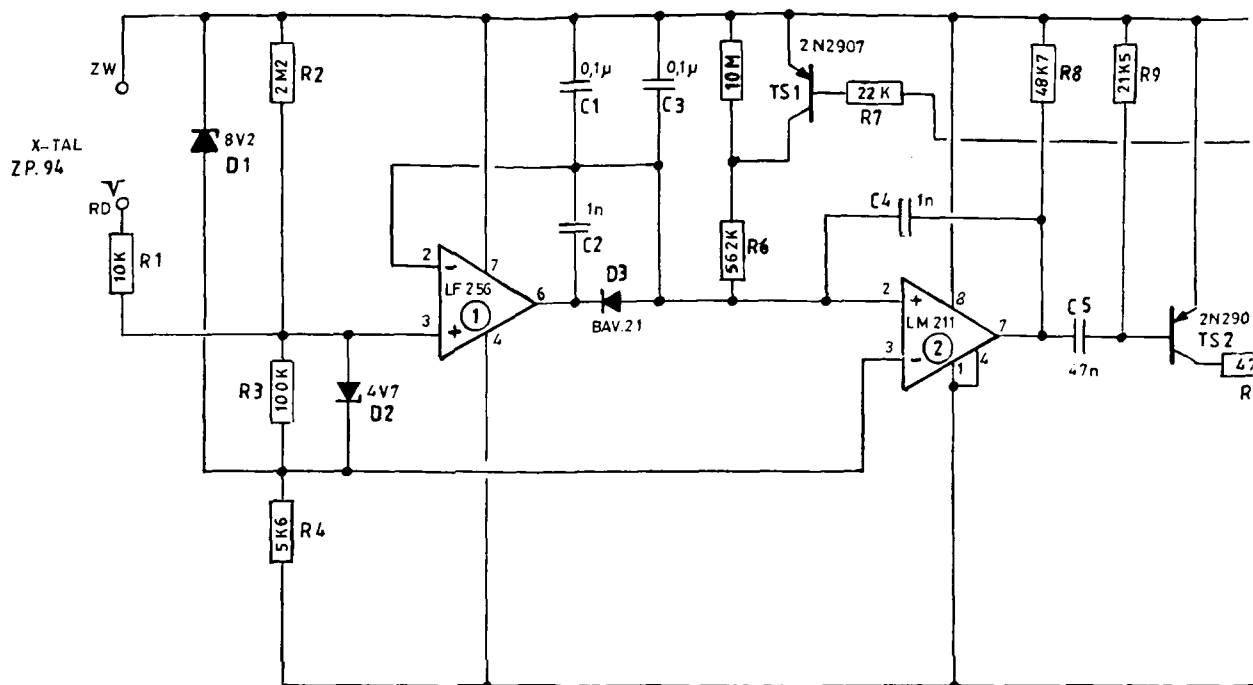 ZW
X-TAL
ZP.94
RD
10K
R1
8V2
D1
2M2
R2
R3
100K
4V7
D2
5K6
R4
2
-
LF 256
1
3
+
7
6
4
0,1µ
C1
0,1µ
C3
1n
C2
D3
BAV.21
10M
2N2907
TS1
22K
R7
562K
R6
C4
1n
2
+
LM 211
2
3
-
8
7
1
4
48K7
R8
21K5
R9
C5
47n
2N290
TS2
47
R